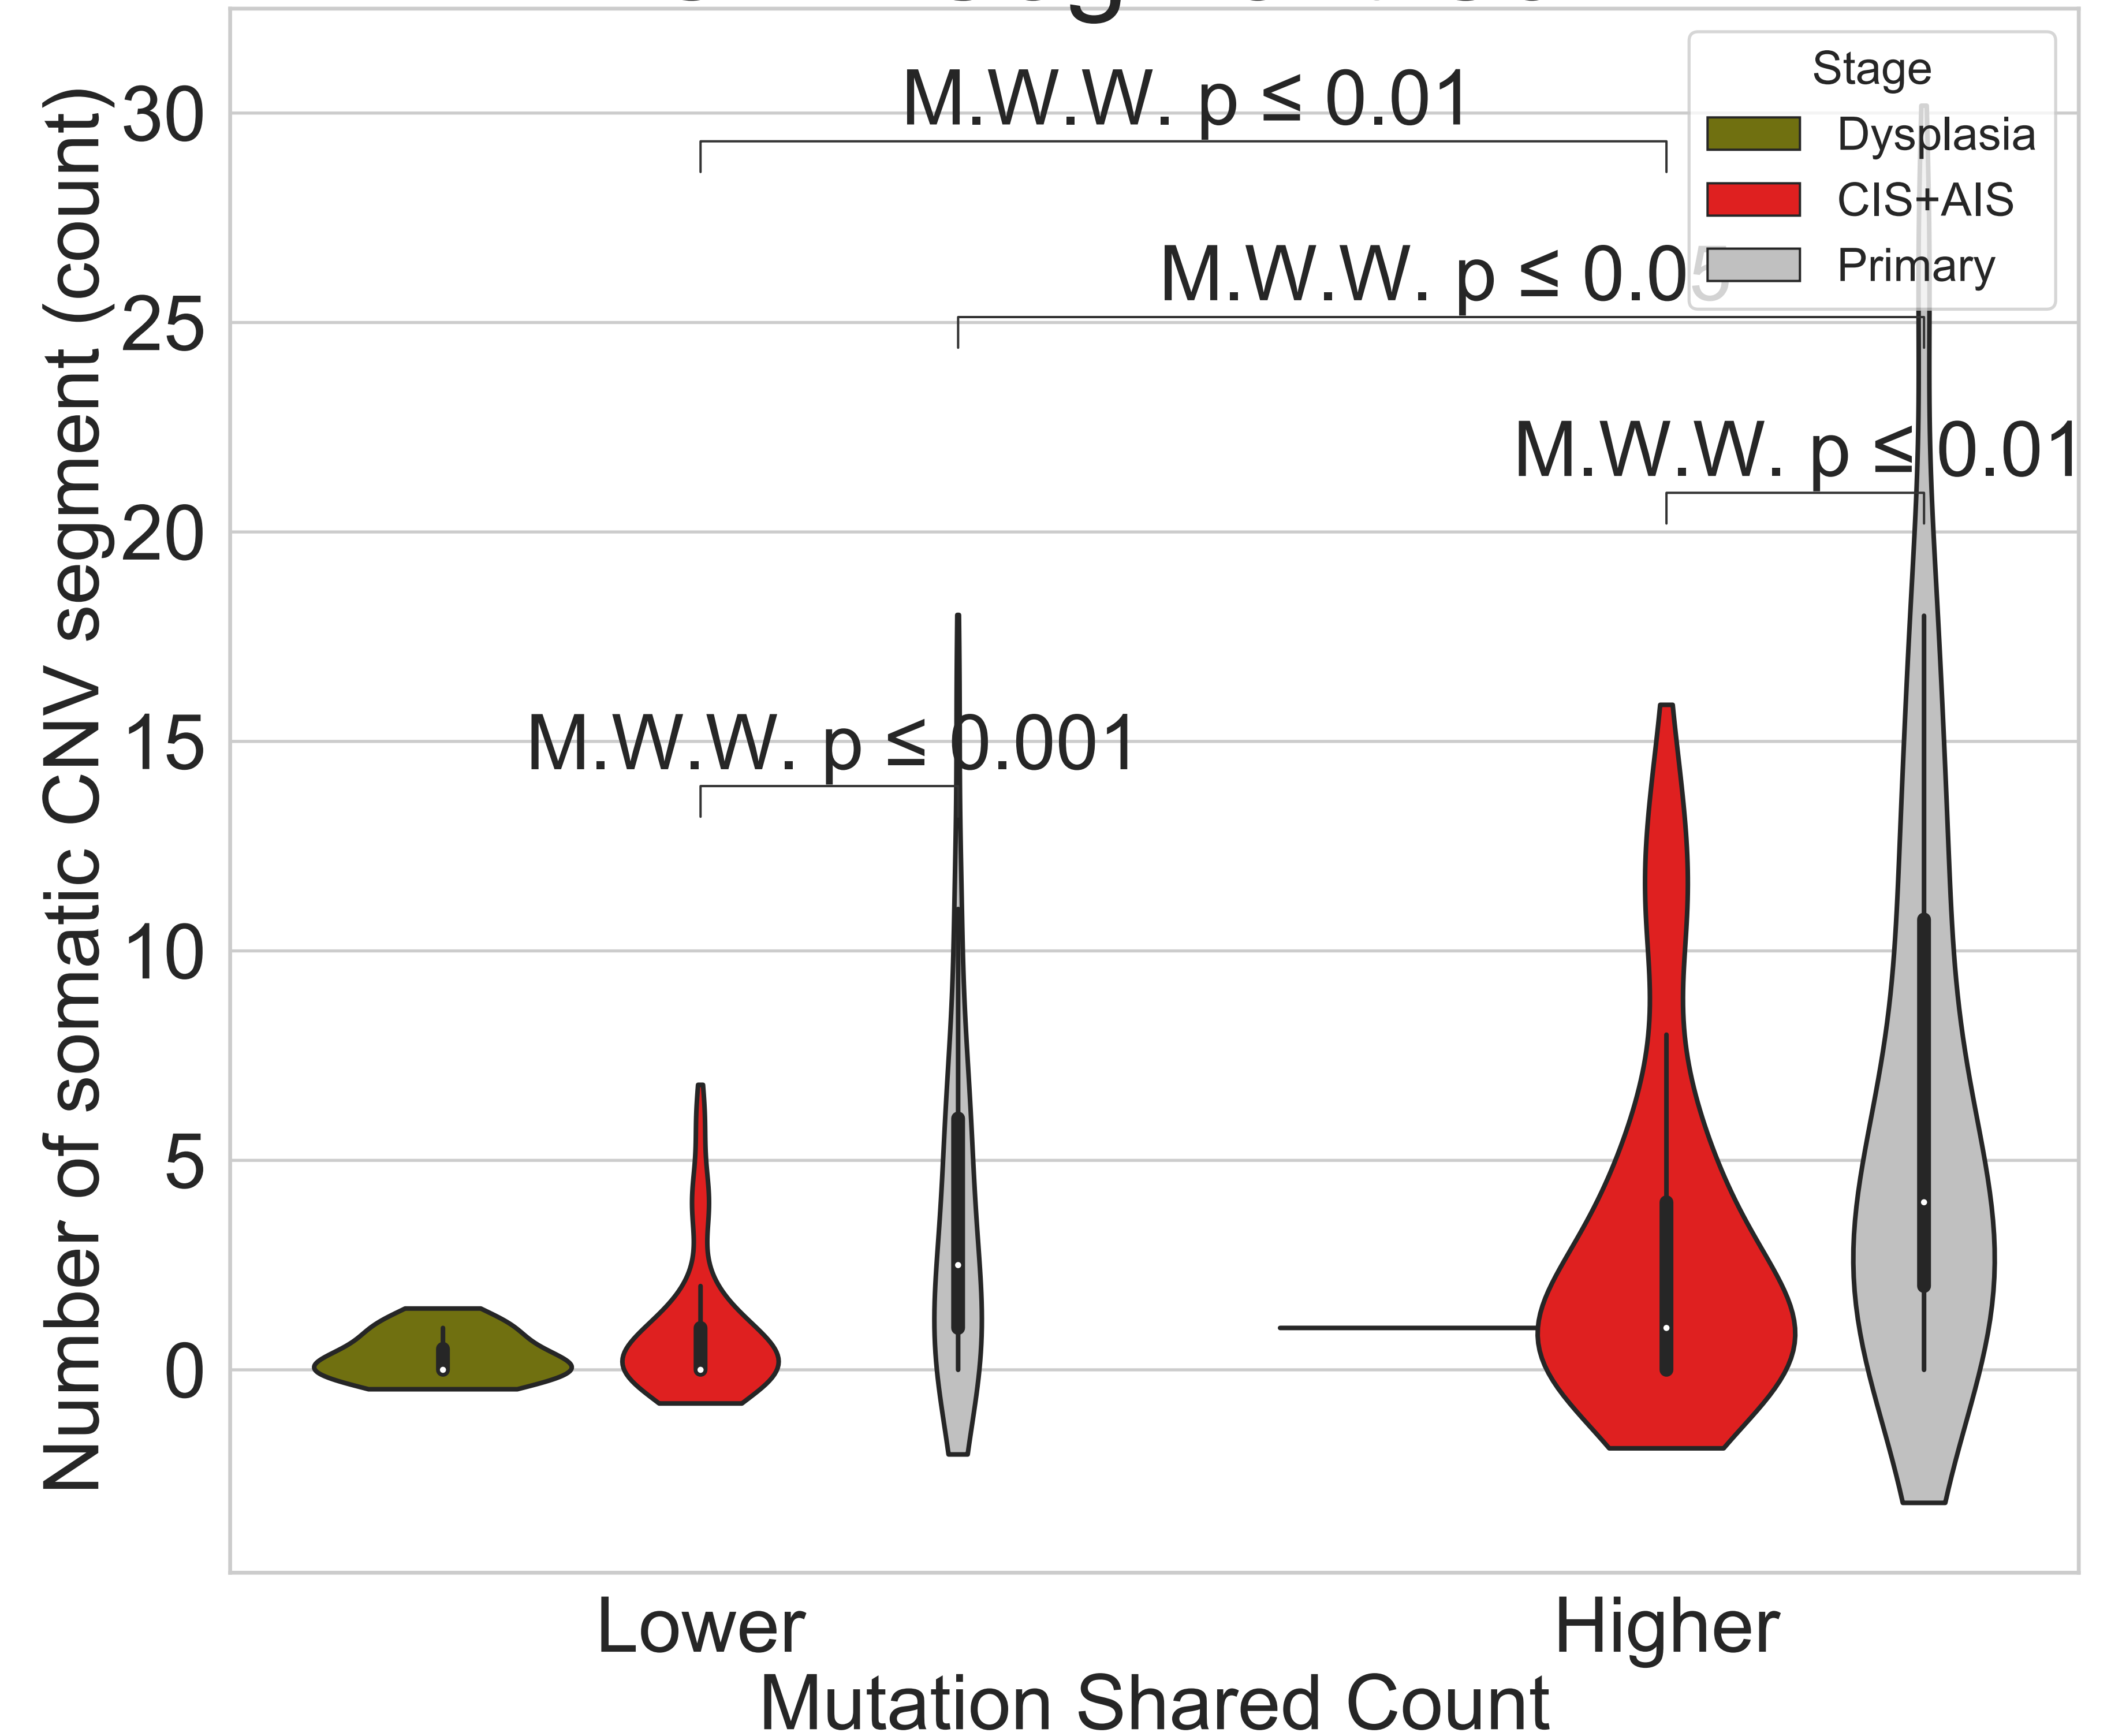 M.W.W. p ≤ 0.01
M.W.W. p ≤ 0.05
M.W.W. p ≤ 0.01
M.W.W. p ≤ 0.001
Stage
Dysplasia
CIS+AIS
Primary
Number of somatic CNV segment (count)
30
25
20
15
10
5
0
Lower
Higher
Mutation Shared Count